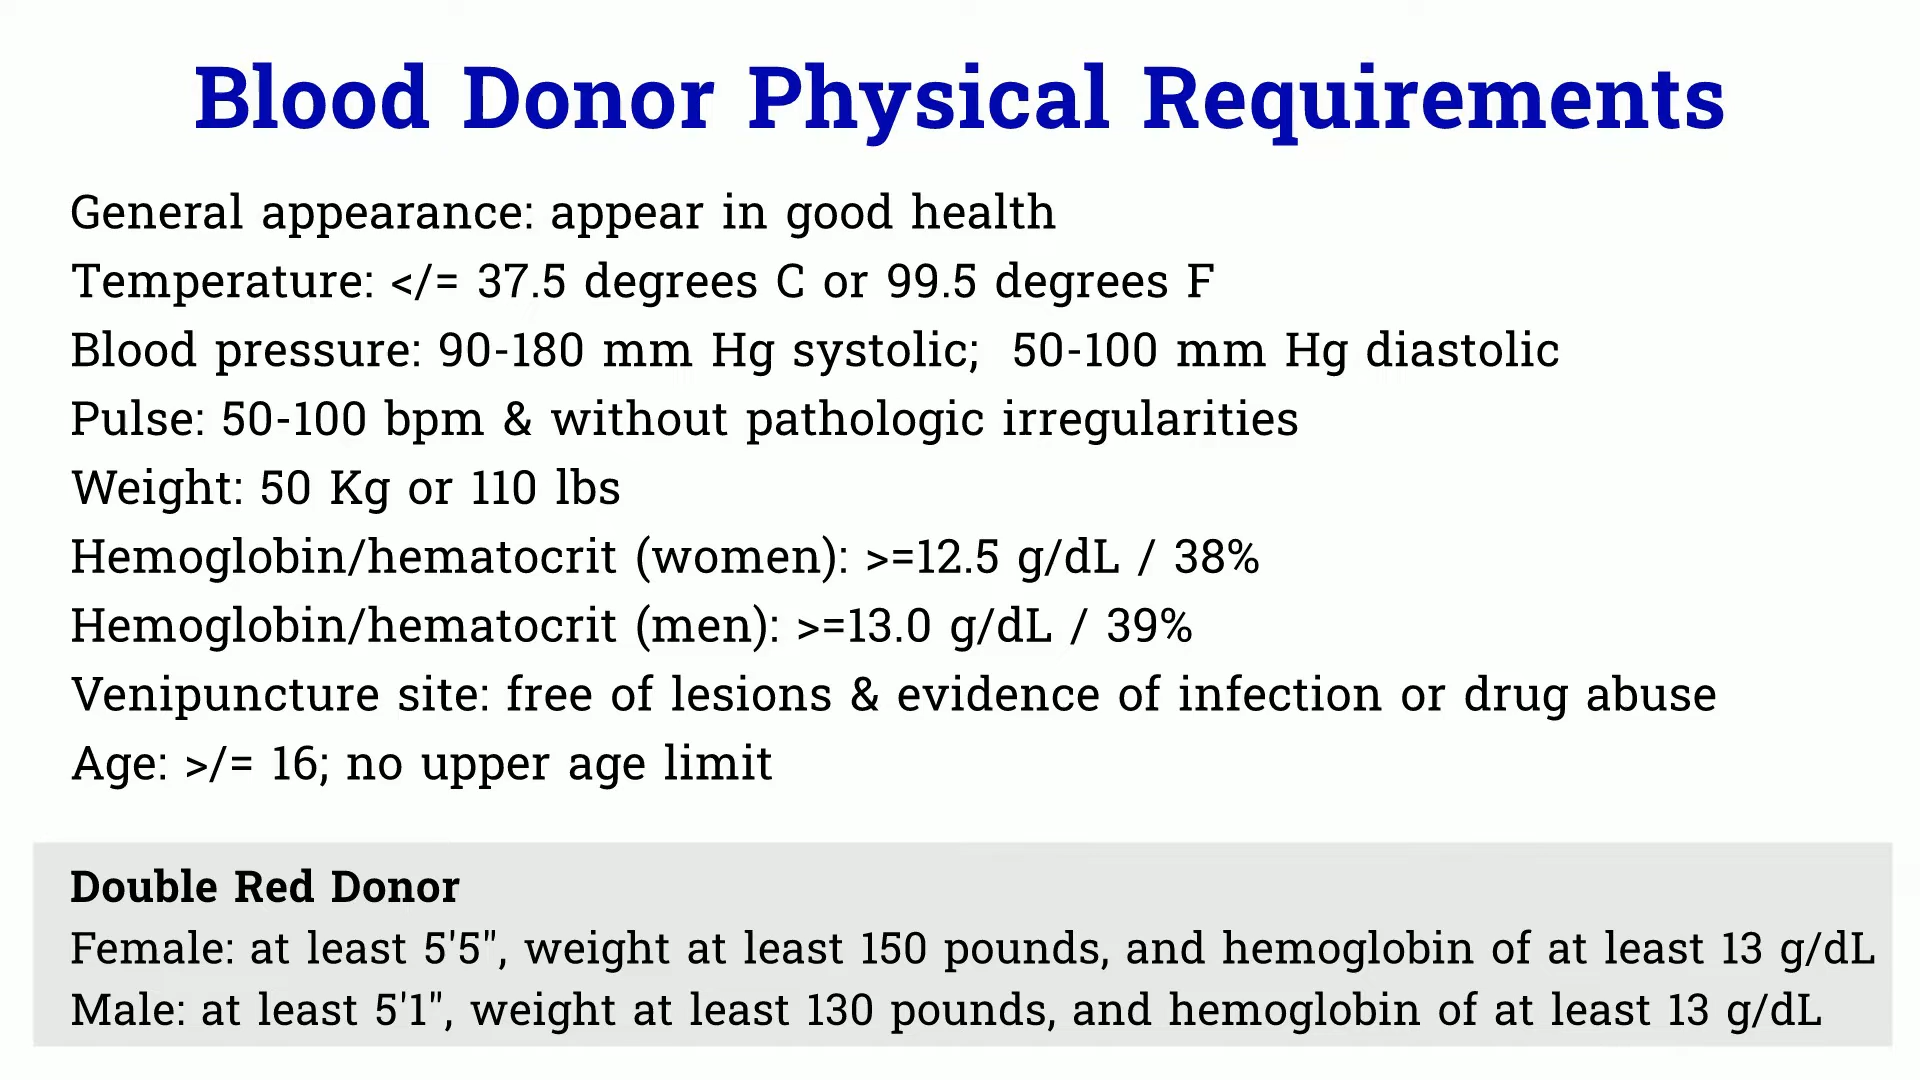 Blood Donor Physical Requirements
General appearance: appear in good health
Temperature: </= 37.5 degrees C or 99.5 degrees F
Blood pressure: 90-180 mm Hg systolic;  50-100 mm Hg diastolic
Pulse: 50-100 bpm & without pathologic irregularities
Weight: 50 Kg or 110 lbs
Hemoglobin/hematocrit (women): >=12.5 g/dL / 38%
Hemoglobin/hematocrit (men): >=13.0 g/dL / 39%
Venipuncture site: free of lesions & evidence of infection or drug abuse
Age: >/= 16; no upper age limit
Double Red Donor
Female: at least 5'5", weight at least 150 pounds, and hemoglobin of at least 13 g/dL
Male: at least 5'1", weight at least 130 pounds, and hemoglobin of at least 13 g/dL